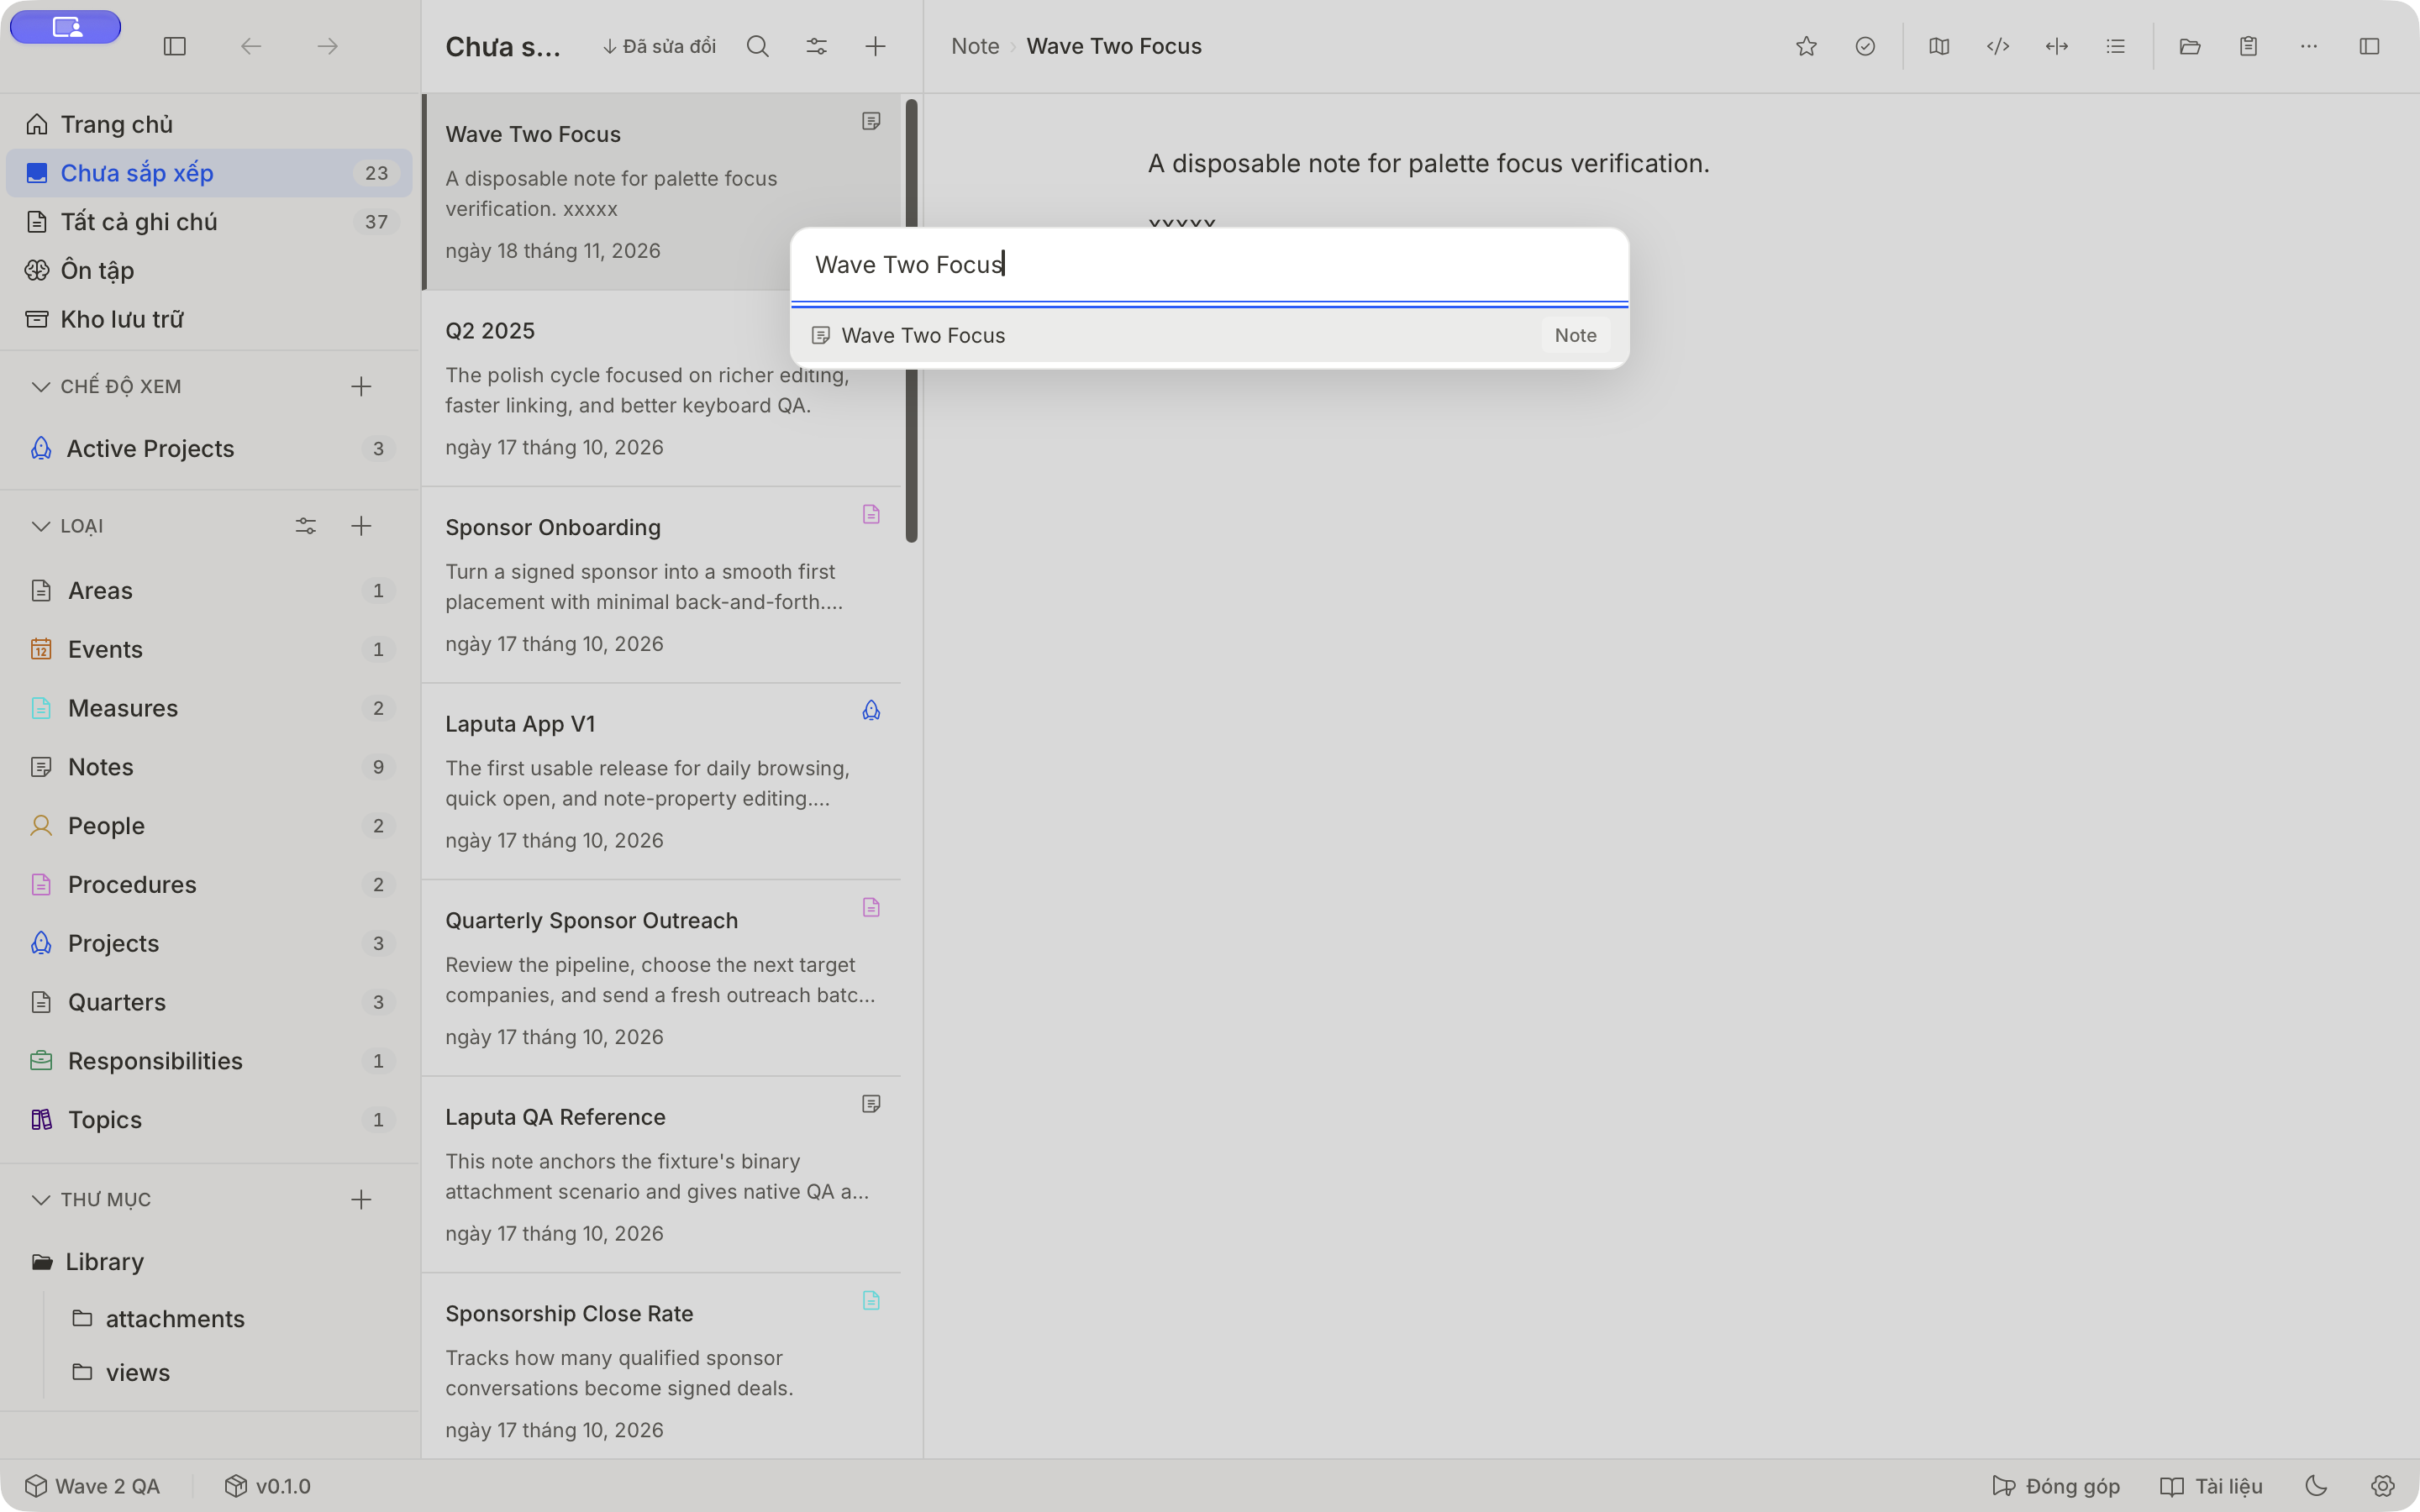 Chưa s...
Đã sửa đổi
Note › Wave Two Focus
Trang chủ
Chưa sắp xếp 23
Tất cả ghi chú 37
Ôn tập
Kho lưu trữ
CHẾ ĐỘ XEM
Active Projects 3
LOẠI
Areas 1
Events 1
Measures 2
Notes 9
People 2
Procedures 2
Projects 3
Quarters 3
Responsibilities 1
Topics 1
THƯ MỤC
Library
attachments
views
Wave Two Focus
A disposable note for palette focus
verification. xxxxx
ngày 18 tháng 11, 2026
Q2 2025
The polish cycle focused on richer editing,
faster linking, and better keyboard QA.
ngày 17 tháng 10, 2026
Sponsor Onboarding
Turn a signed sponsor into a smooth first
placement with minimal back-and-forth....
ngày 17 tháng 10, 2026
Laputa App V1
The first usable release for daily browsing,
quick open, and note-property editing....
ngày 17 tháng 10, 2026
Quarterly Sponsor Outreach
Review the pipeline, choose the next target
companies, and send a fresh outreach batc...
ngày 17 tháng 10, 2026
Laputa QA Reference
This note anchors the fixture's binary
attachment scenario and gives native QA a...
ngày 17 tháng 10, 2026
Sponsorship Close Rate
Tracks how many qualified sponsor
conversations become signed deals.
ngày 17 tháng 10, 2026
A disposable note for palette focus verification.
xxxxx
Wave Two Focus
Wave Two Focus Note
Wave 2 QA
v0.1.0
Đóng góp
Tài liệu